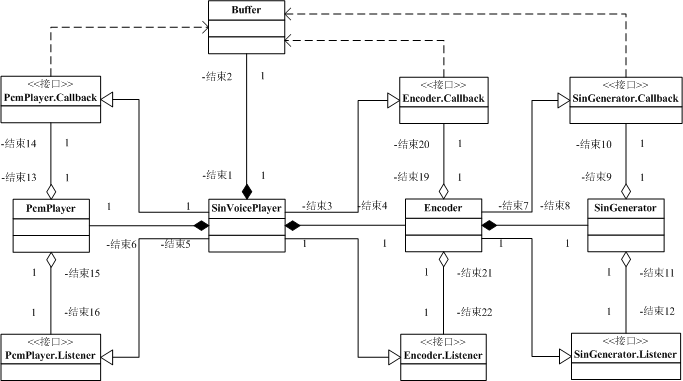 Buffer
-结束2
1
<<接口>>
PcmPlayer.Callback
<<接口>>
Encoder.Callback
<<接口>>
SinGenerator.Callback
-结束14
1
-结束20
1
-结束10
1
-结束13
1
-结束1
1
-结束19
1
-结束9
1
PcmPlayer
1
1
SinVoicePlayer
-结束3
-结束4
Encoder
-结束7
-结束8
SinGenerator
-结束6
-结束5
1
1
1
1
1
-结束15
1
-结束21
1
-结束11
1
-结束16
1
-结束22
1
-结束12
<<接口>>
PcmPlayer.Listener
<<接口>>
Encoder.Listener
<<接口>>
SinGenerator.Listener